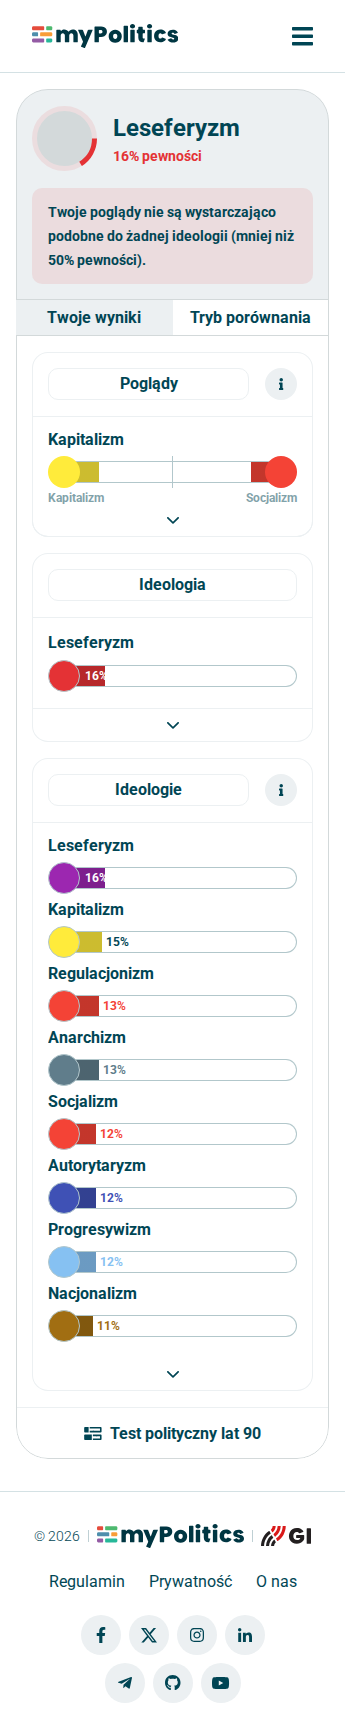 myPolitics
Leseferyzm
16% pewności
Twoje poglądy nie są wystarczająco
podobne do żadnej ideologii (mniej niż
50% pewności).
Twoje wyniki
Tryb porównania
Poglądy
Kapitalizm
Kapitalizm
Socjalizm
Ideologia
Leseferyzm
16%
Ideologie
Leseferyzm
16%
Kapitalizm
15%
Regulacjonizm
13%
Anarchizm
13%
Socjalizm
12%
Autorytaryzm
12%
Progresywizm
12%
Nacjonalizm
11%
Test polityczny lat 90
© 2026 | myPolitics | GI
Regulamin Prywatność O nas